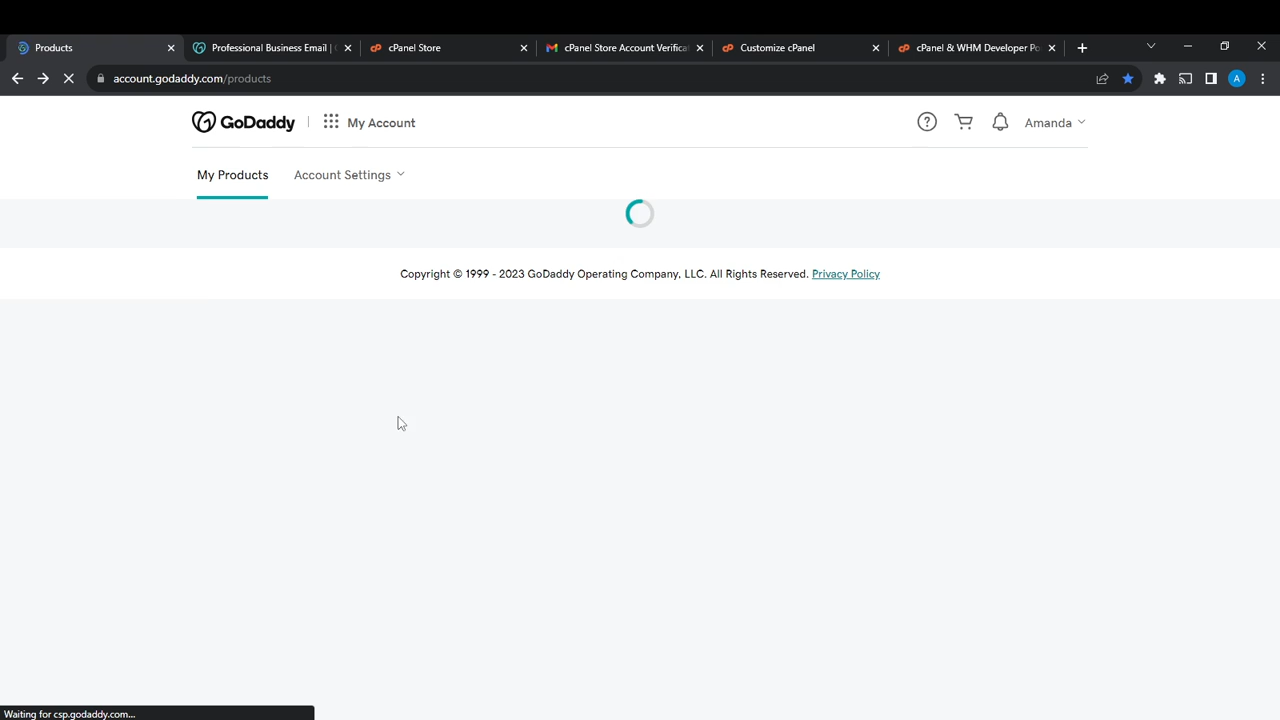 Products
Professional Business Email |
cPanel Store
cPanel Store Account Verifica
Customize cPanel
cPanel & WHM Developer Po
account.godaddy.com/products
A
GoDaddy
My Account
Amanda
My Products
Account Settings
Copyright © 1999 - 2023 GoDaddy Operating Company, LLC. All Rights Reserved. Privacy Policy
Waiting for csp.godaddy.com...